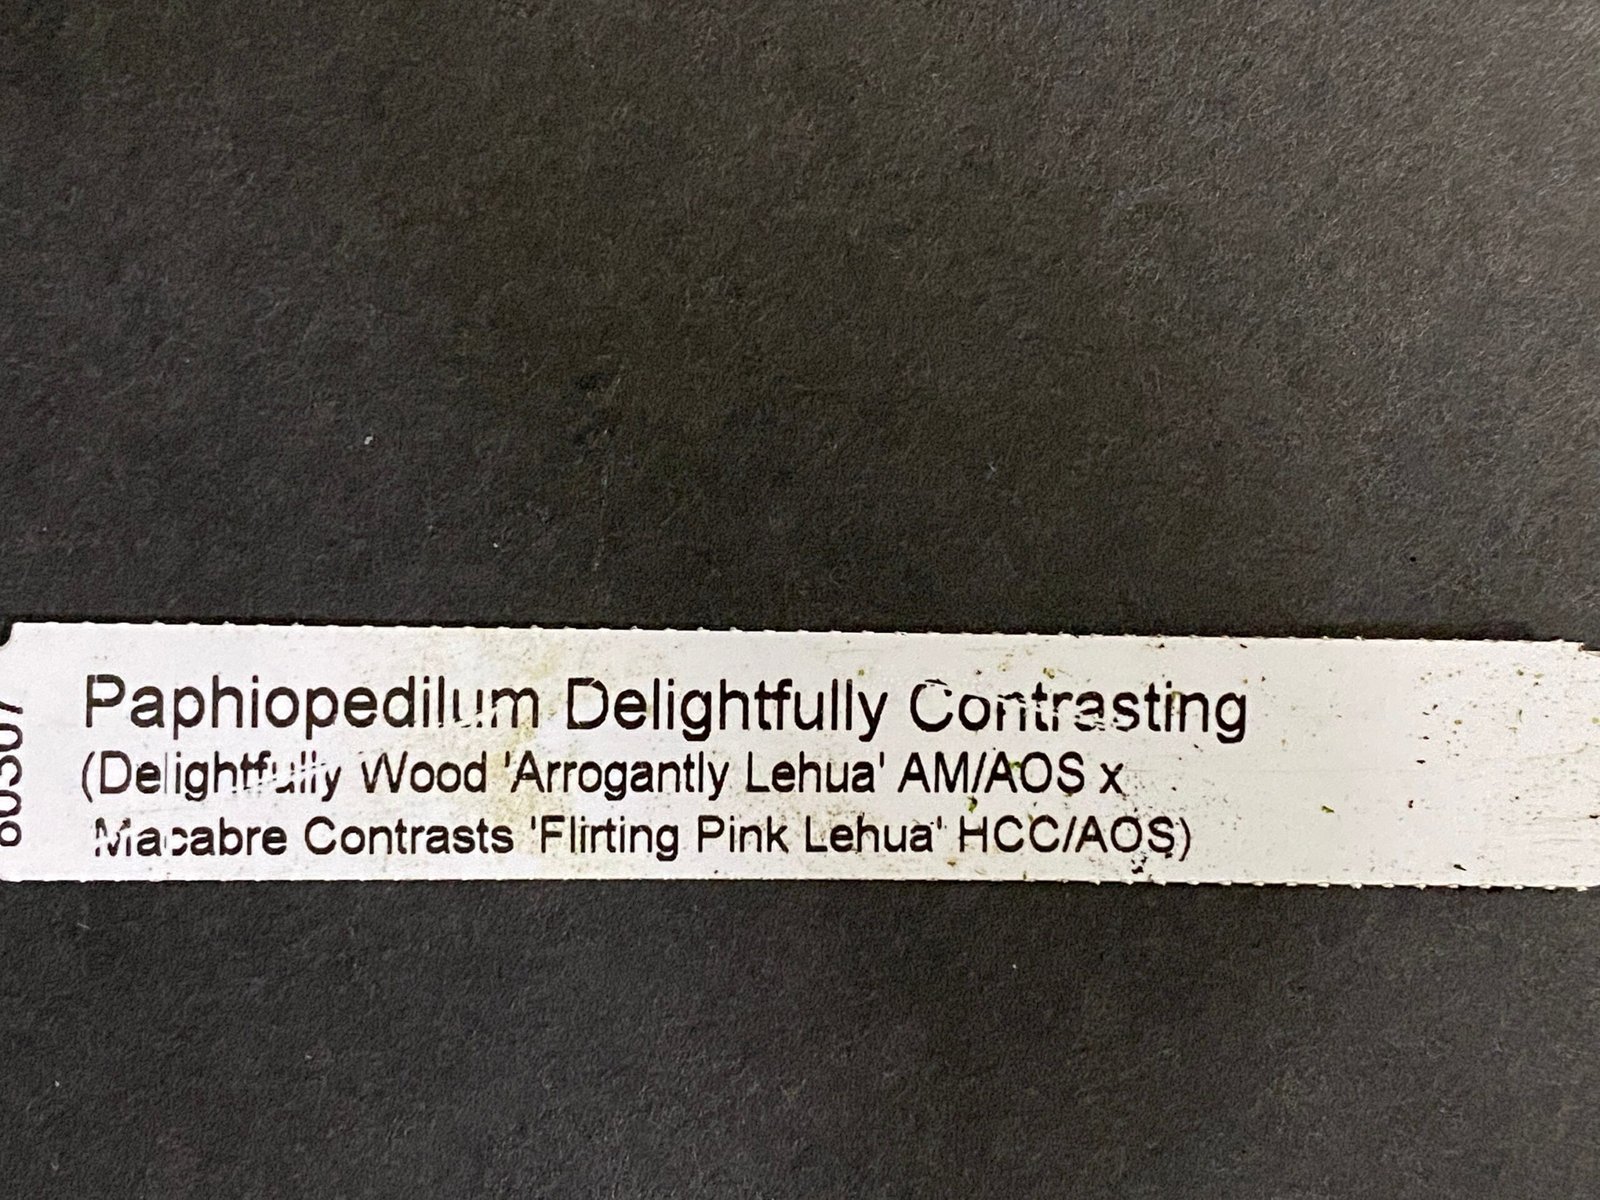 Paphiopedilum Delightfully Contrasting
(Delightfully Wood 'Arrogantly Lehua' AM/AOS x
Macabre Contrasts 'Flirting Pink Lehua' HCC/AOS)